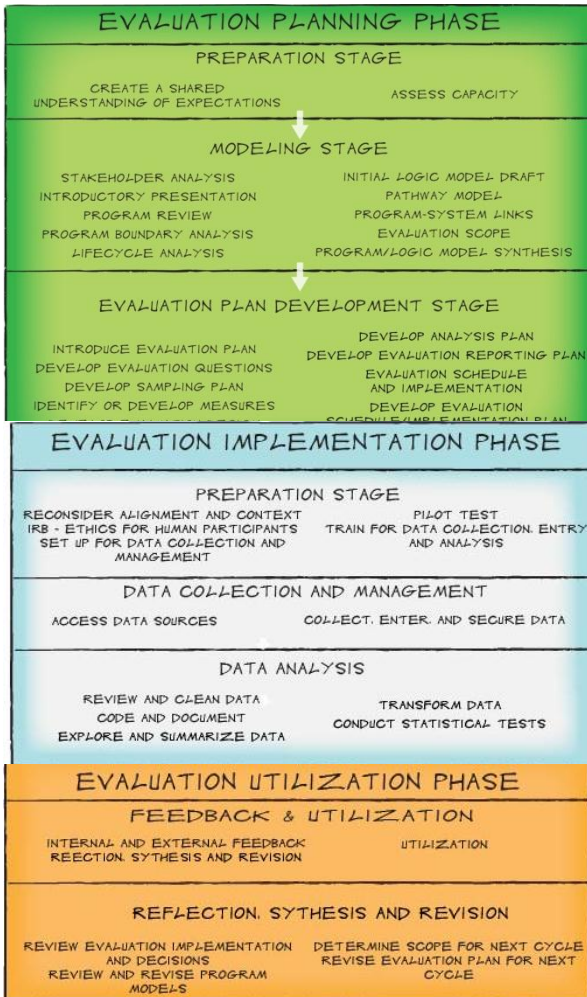 EVALUATION PLANNING PHASE
PREPARATION STAGE
CREATE A SHARED
UNDERSTANDING OF EXPECTATIONS
ASSESS CAPACITY
MODELING STAGE
STAKEHOLDER ANALYSIS
INTRODUCTORY PRESENTATION
PROGRAM REVIEW
PROGRAM BOUNDARY ANALYSIS
LIFECYCLE ANALYSIS
INITIAL LOGIC MODEL DRAFT
PATHWAY MODEL
PROGRAM-SYSTEM LINKS
EVALUATION SCOPE
PROGRAM/LOGIC MODEL SYNTHESIS
EVALUATION PLAN DEVELOPMENT STAGE
INTRODUCE EVALUATION PLAN
DEVELOP EVALUATION QUESTIONS
DEVELOP SAMPLING PLAN
IDENTIFY OR DEVELOP MEASURES
DEVELOP ANALYSIS PLAN
DEVELOP EVALUATION REPORTING PLAN
EVALUATION SCHEDULE
AND IMPLEMENTATION
DEVELOP EVALUATION
SCHEDULE/IMPLEMENTATION PLAN
EVALUATION IMPLEMENTATION PHASE
PREPARATION STAGE
RECONSIDER ALIGNMENT AND CONTEXT
IRB - ETHICS FOR HUMAN PARTICIPANTS
SET UP FOR DATA COLLECTION AND
MANAGEMENT
PILOT TEST
TRAIN FOR DATA COLLECTION, ENTRY
AND ANALYSIS
DATA COLLECTION AND MANAGEMENT
ACCESS DATA SOURCES
COLLECT, ENTER, AND SECURE DATA
DATA ANALYSIS
REVIEW AND CLEAN DATA
CODE AND DOCUMENT
EXPLORE AND SUMMARIZE DATA
TRANSFORM DATA
CONDUCT STATISTICAL TESTS
EVALUATION UTILIZATION PHASE
FEEDBACK & UTILIZATION
INTERNAL AND EXTERNAL FEEDBACK
REECTION, SYTHESIS AND REVISION
UTILIZATION
REFLECTION, SYTHESIS AND REVISION
REVIEW EVALUATION IMPLEMENTATION
AND DECISIONS
REVIEW AND REVISE PROGRAM
MODELS
DETERMINE SCOPE FOR NEXT CYCLE
REVISE EVALUATION PLAN FOR NEXT
CYCLE